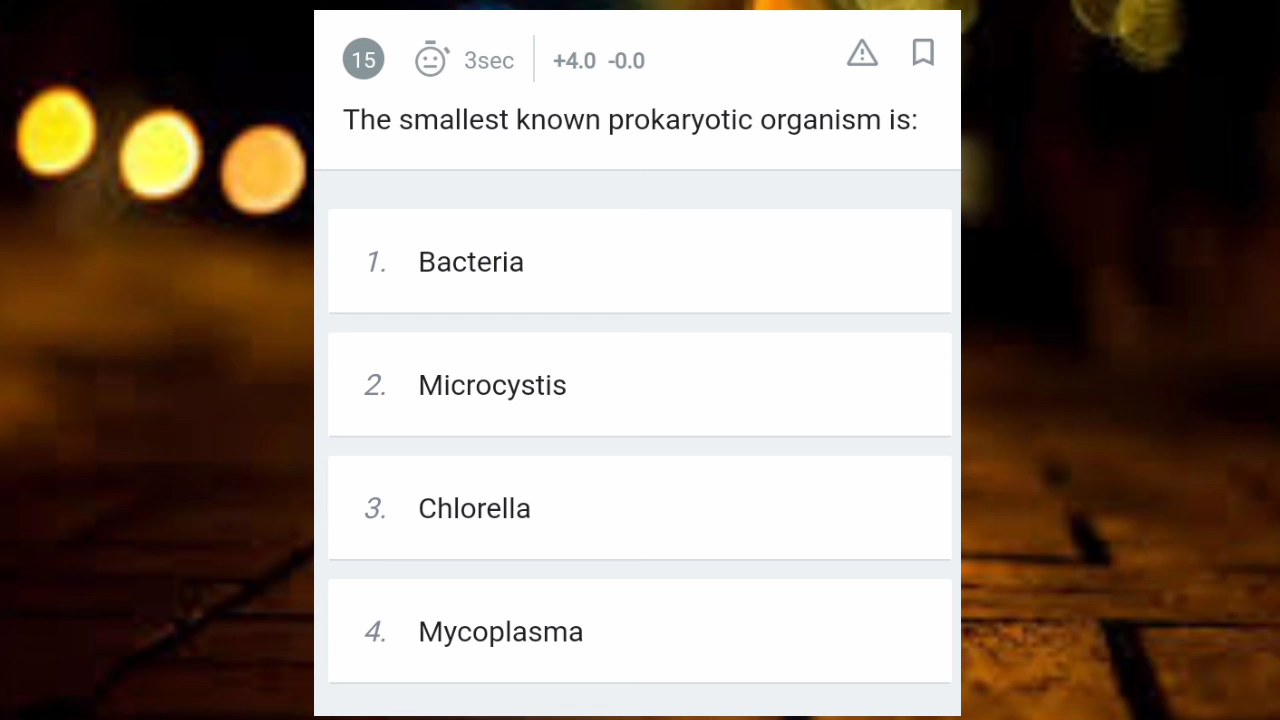 15 3sec +4.0 -0.0
The smallest known prokaryotic organism is:
1. Bacteria
2. Microcystis
3. Chlorella
4. Mycoplasma